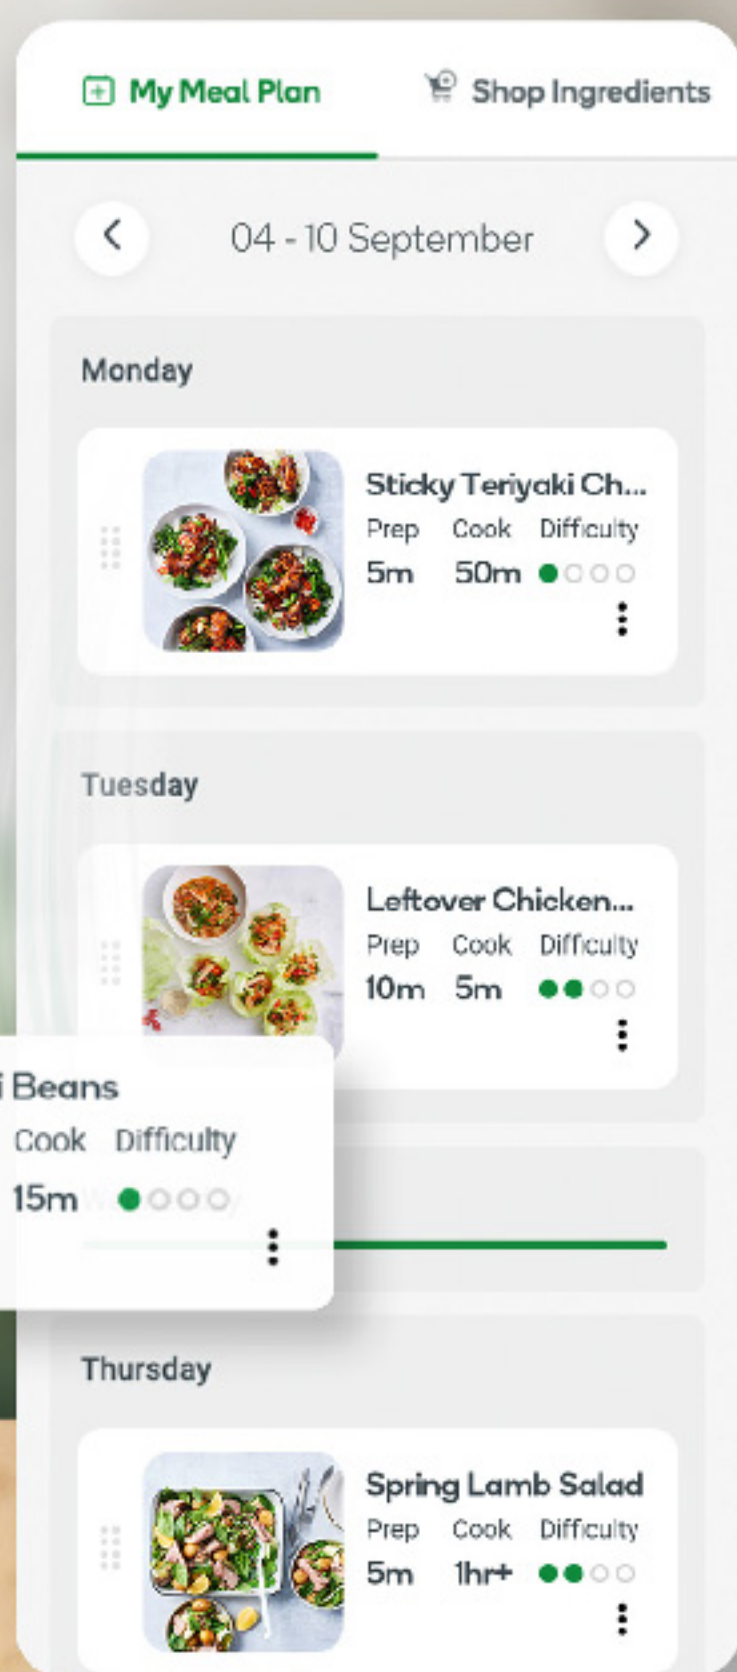 My Meal Plan
Shop Ingredients
04 - 10 September
Monday
Sticky Teriyaki Ch...
Prep Cook Difficulty
5m 50m
Tuesday
Leftover Chicken...
Prep Cook Difficulty
10m 5m
i Beans
Cook Difficulty
15m
Thursday
Spring Lamb Salad
Prep Cook Difficulty
5m 1hr+